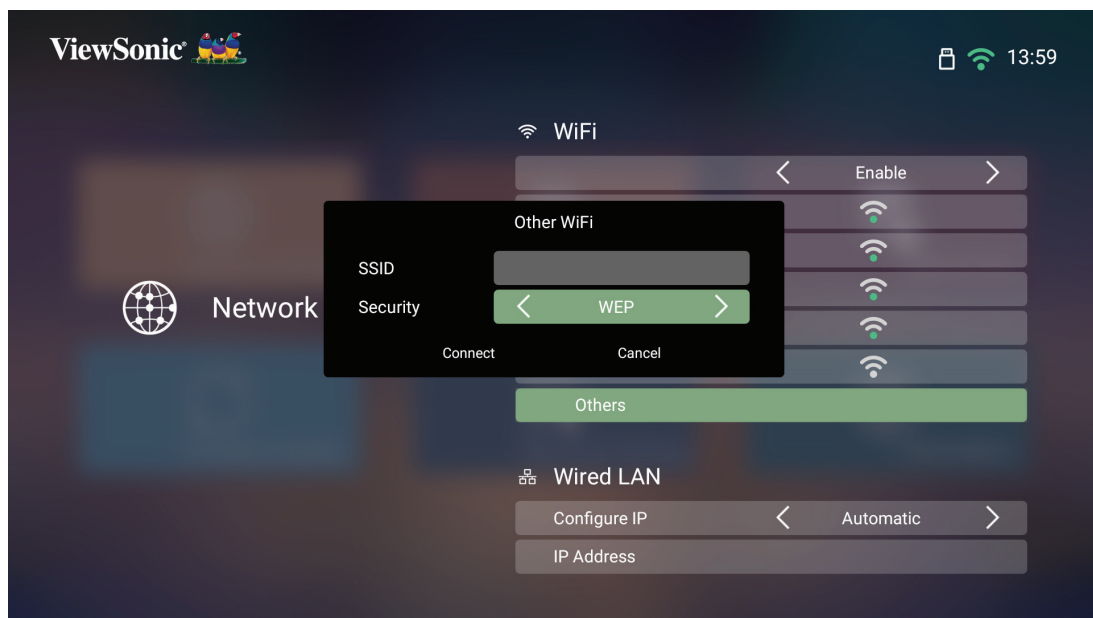 ViewSonic
13:59
WiFi
Enable
Other WiFi
SSID
Security
WEP
Connect
Cancel
Network
Others
Wired LAN
Configure IP
Automatic
IP Address